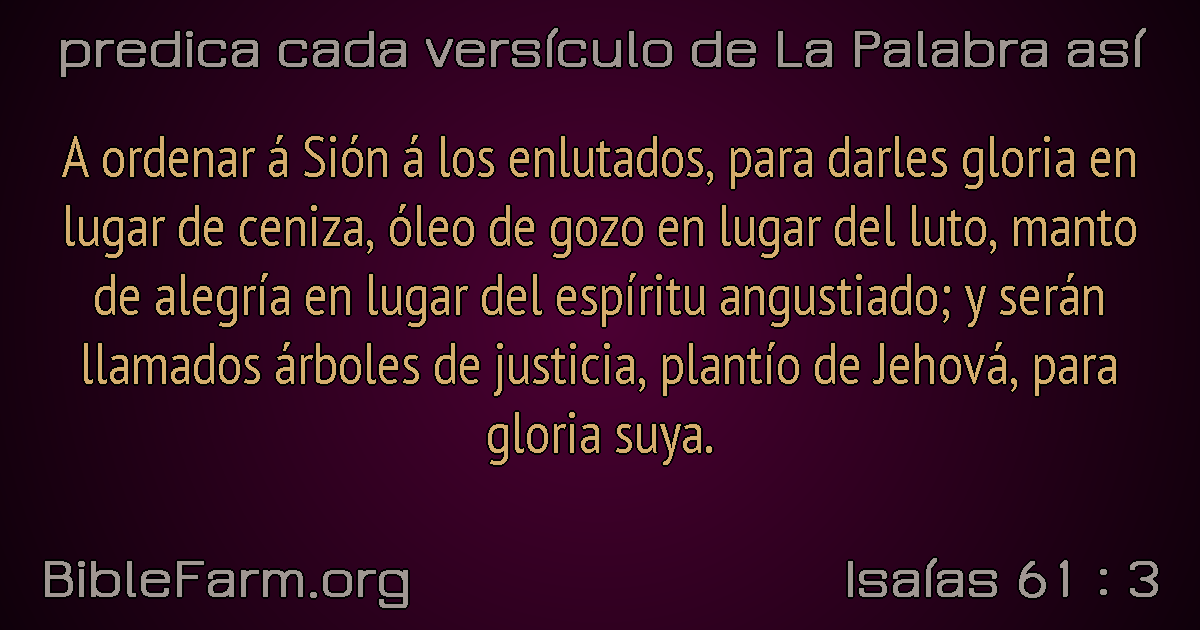 predica cada versículo de La Palabra así
A ordenar á Sión á los enlutados, para darles gloria en
lugar de ceniza, óleo de gozo en lugar del luto, manto
de alegría en lugar del espíritu angustiado; y serán
llamados árboles de justicia, plantío de Jehová, para
gloria suya.
BibleFarm.org
Isaías 61 : 3